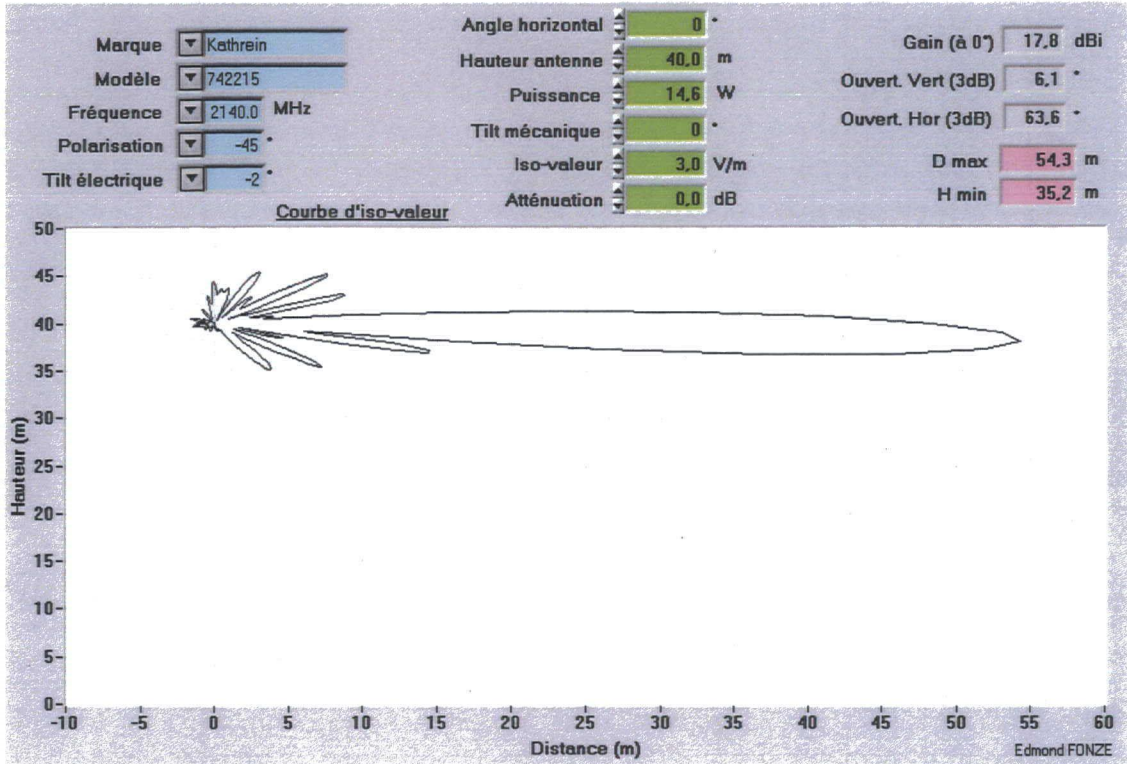 Marque Kathrein
Modèle 742215
Fréquence 2140.0 MHz
Polarisation -45 °
Tilt électrique -2 °
Angle horizontal 0 °
Hauteur antenne 40,0 m
Puissance 14,6 W
Tilt mécanique 0 °
Iso-valeur 3,0 V/m
Atténuation 0,0 dB
Gain (à 0°) 17,8 dBi
Ouvert. Vert (3dB) 6,1 °
Ouvert. Hor (3dB) 63,6 °
D max 54,3 m
H min 35,2 m
Courbe d'iso-valeur
Hauteur (m)
50
45
40
35
30
25
20
15
10
5
0
-10 -5 0 5 10 15 20 25 30 35 40 45 50 55 60
Distance (m)
Edmond FONZE